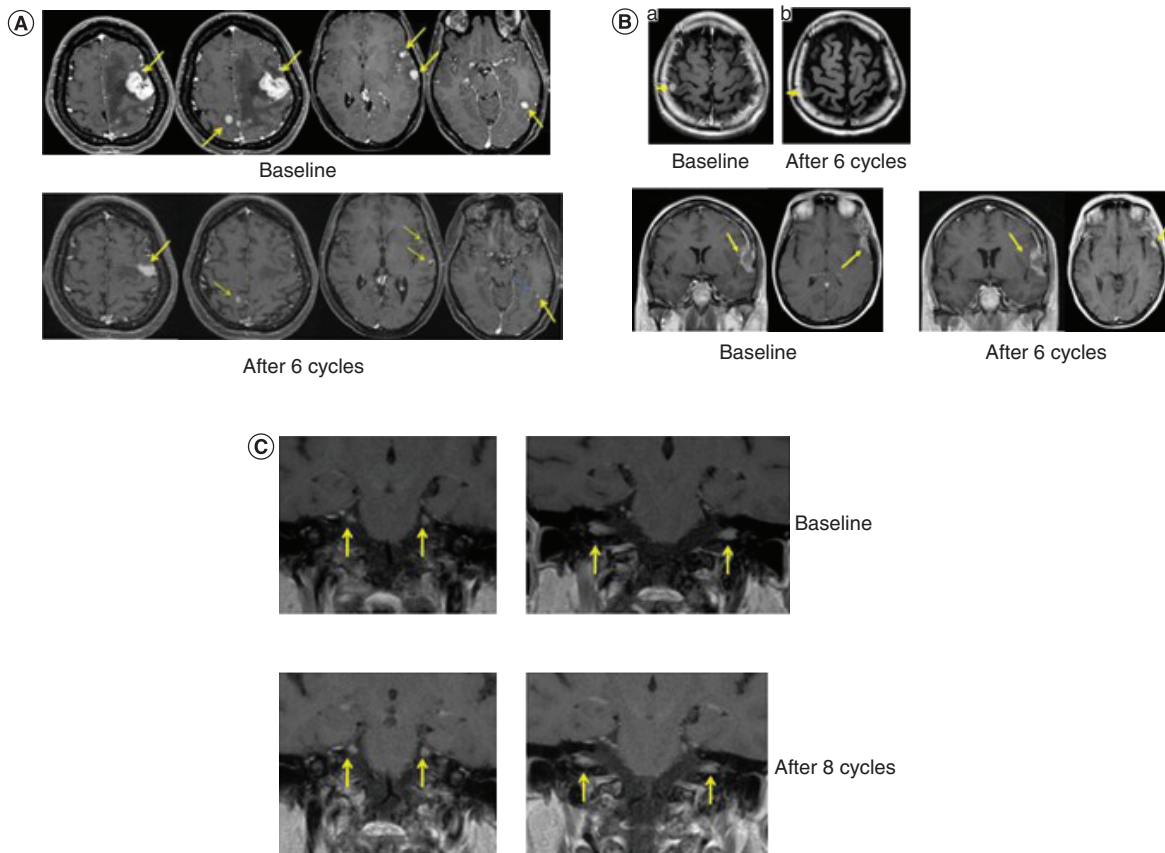 A
Baseline
After 6 cycles
B
a
b
Baseline
After 6 cycles
Baseline
After 6 cycles
C
Baseline
After 8 cycles